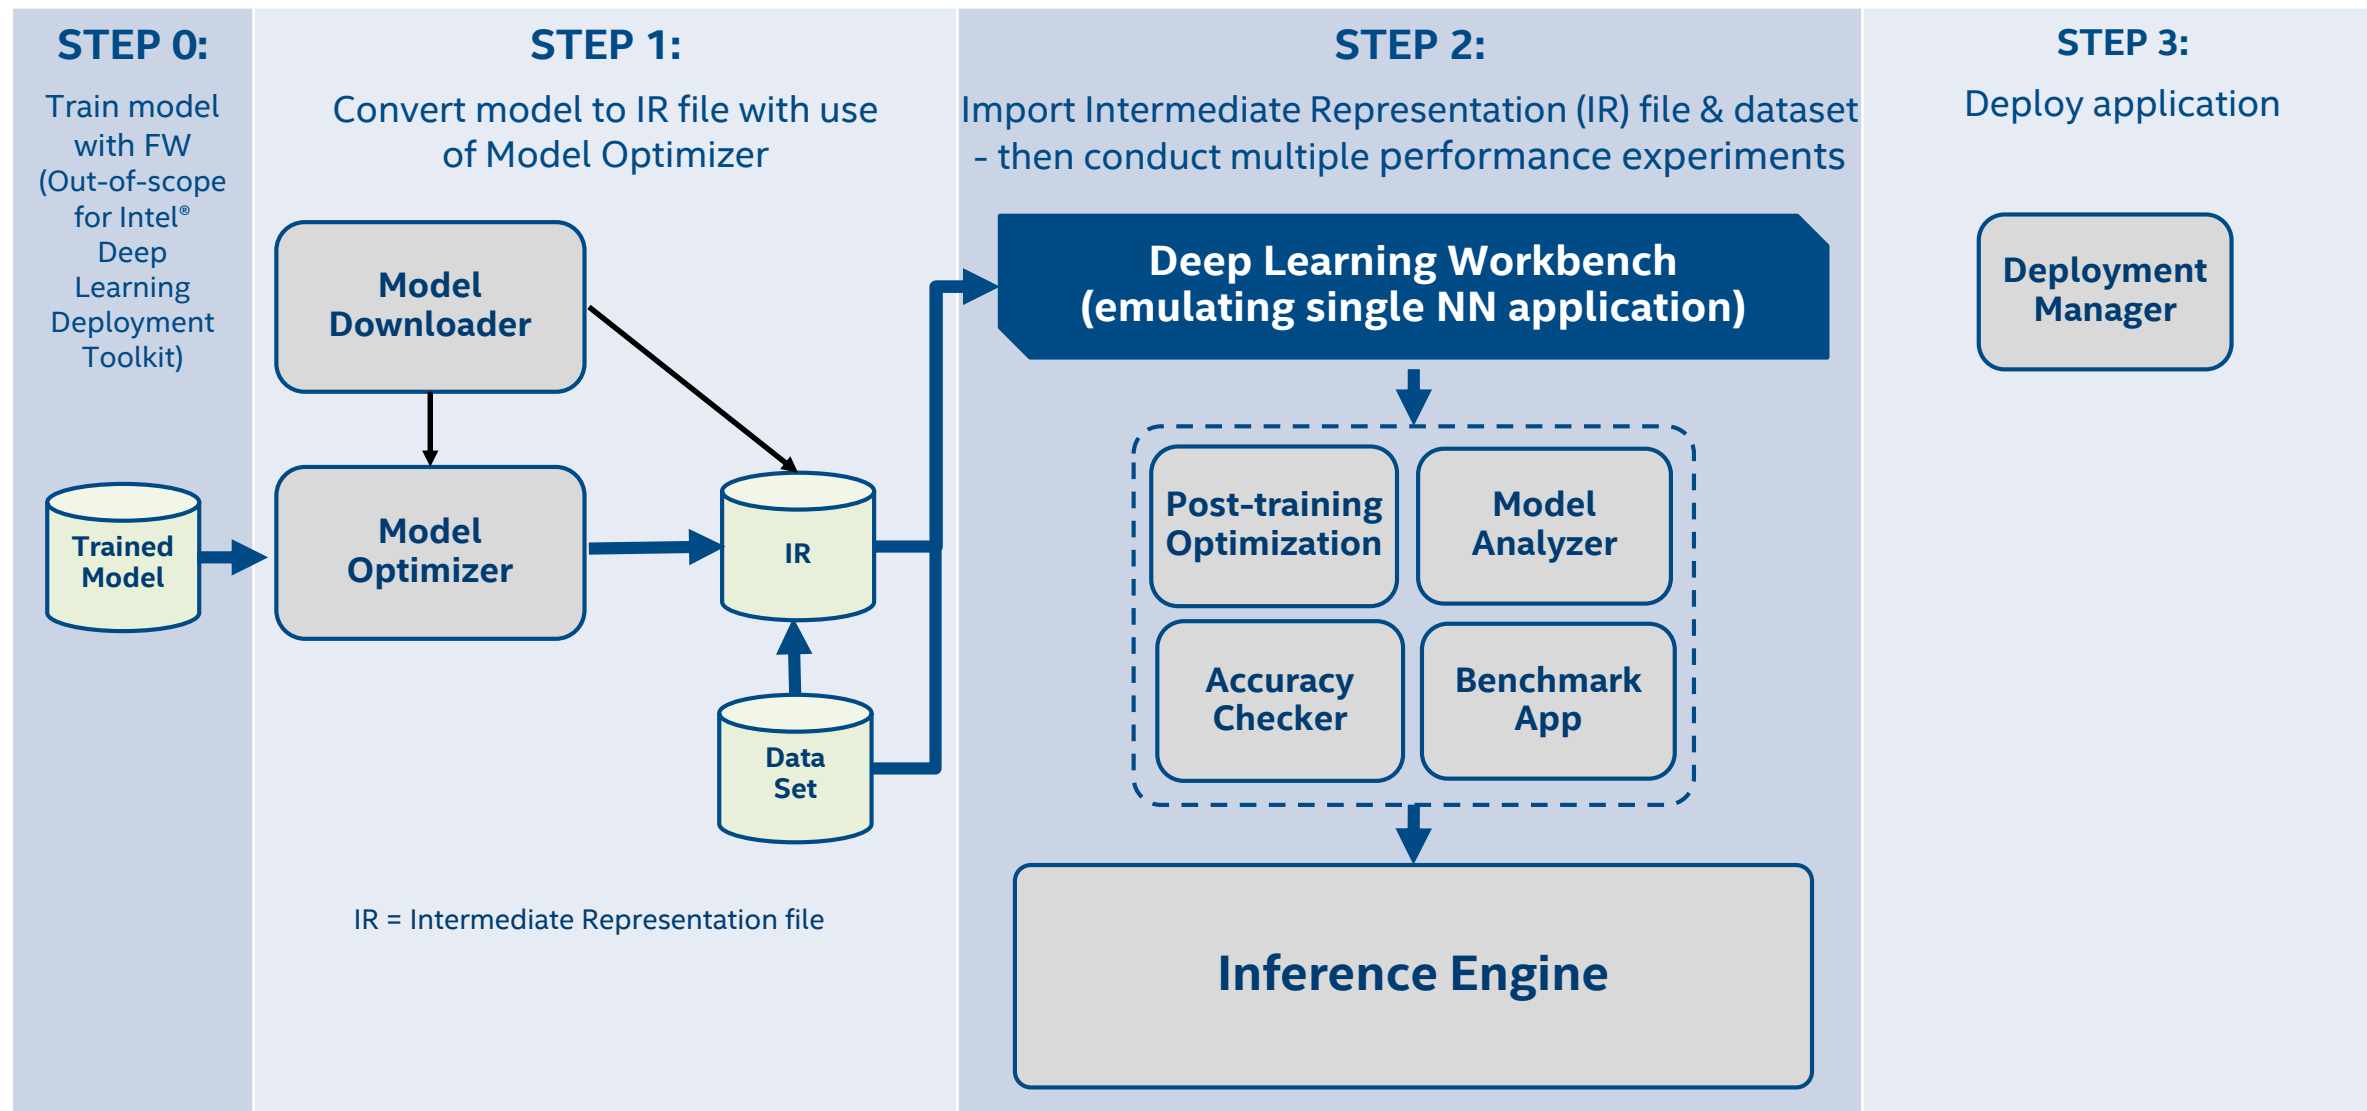 STEP 0:
Train model
with FW
(Out-of-scope
for Intel®
Deep
Learning
Deployment
Toolkit)
Trained
Model
STEP 1:
Convert model to IR file with use
of Model Optimizer
Model
Downloader
Model
Optimizer
IR
Data
Set
IR = Intermediate Representation file
STEP 2:
Import Intermediate Representation (IR) file & dataset
- then conduct multiple performance experiments
Deep Learning Workbench
(emulating single NN application)
Post-training
Optimization
Model
Analyzer
Accuracy
Checker
Benchmark
App
Inference Engine
STEP 3:
Deploy application
Deployment
Manager